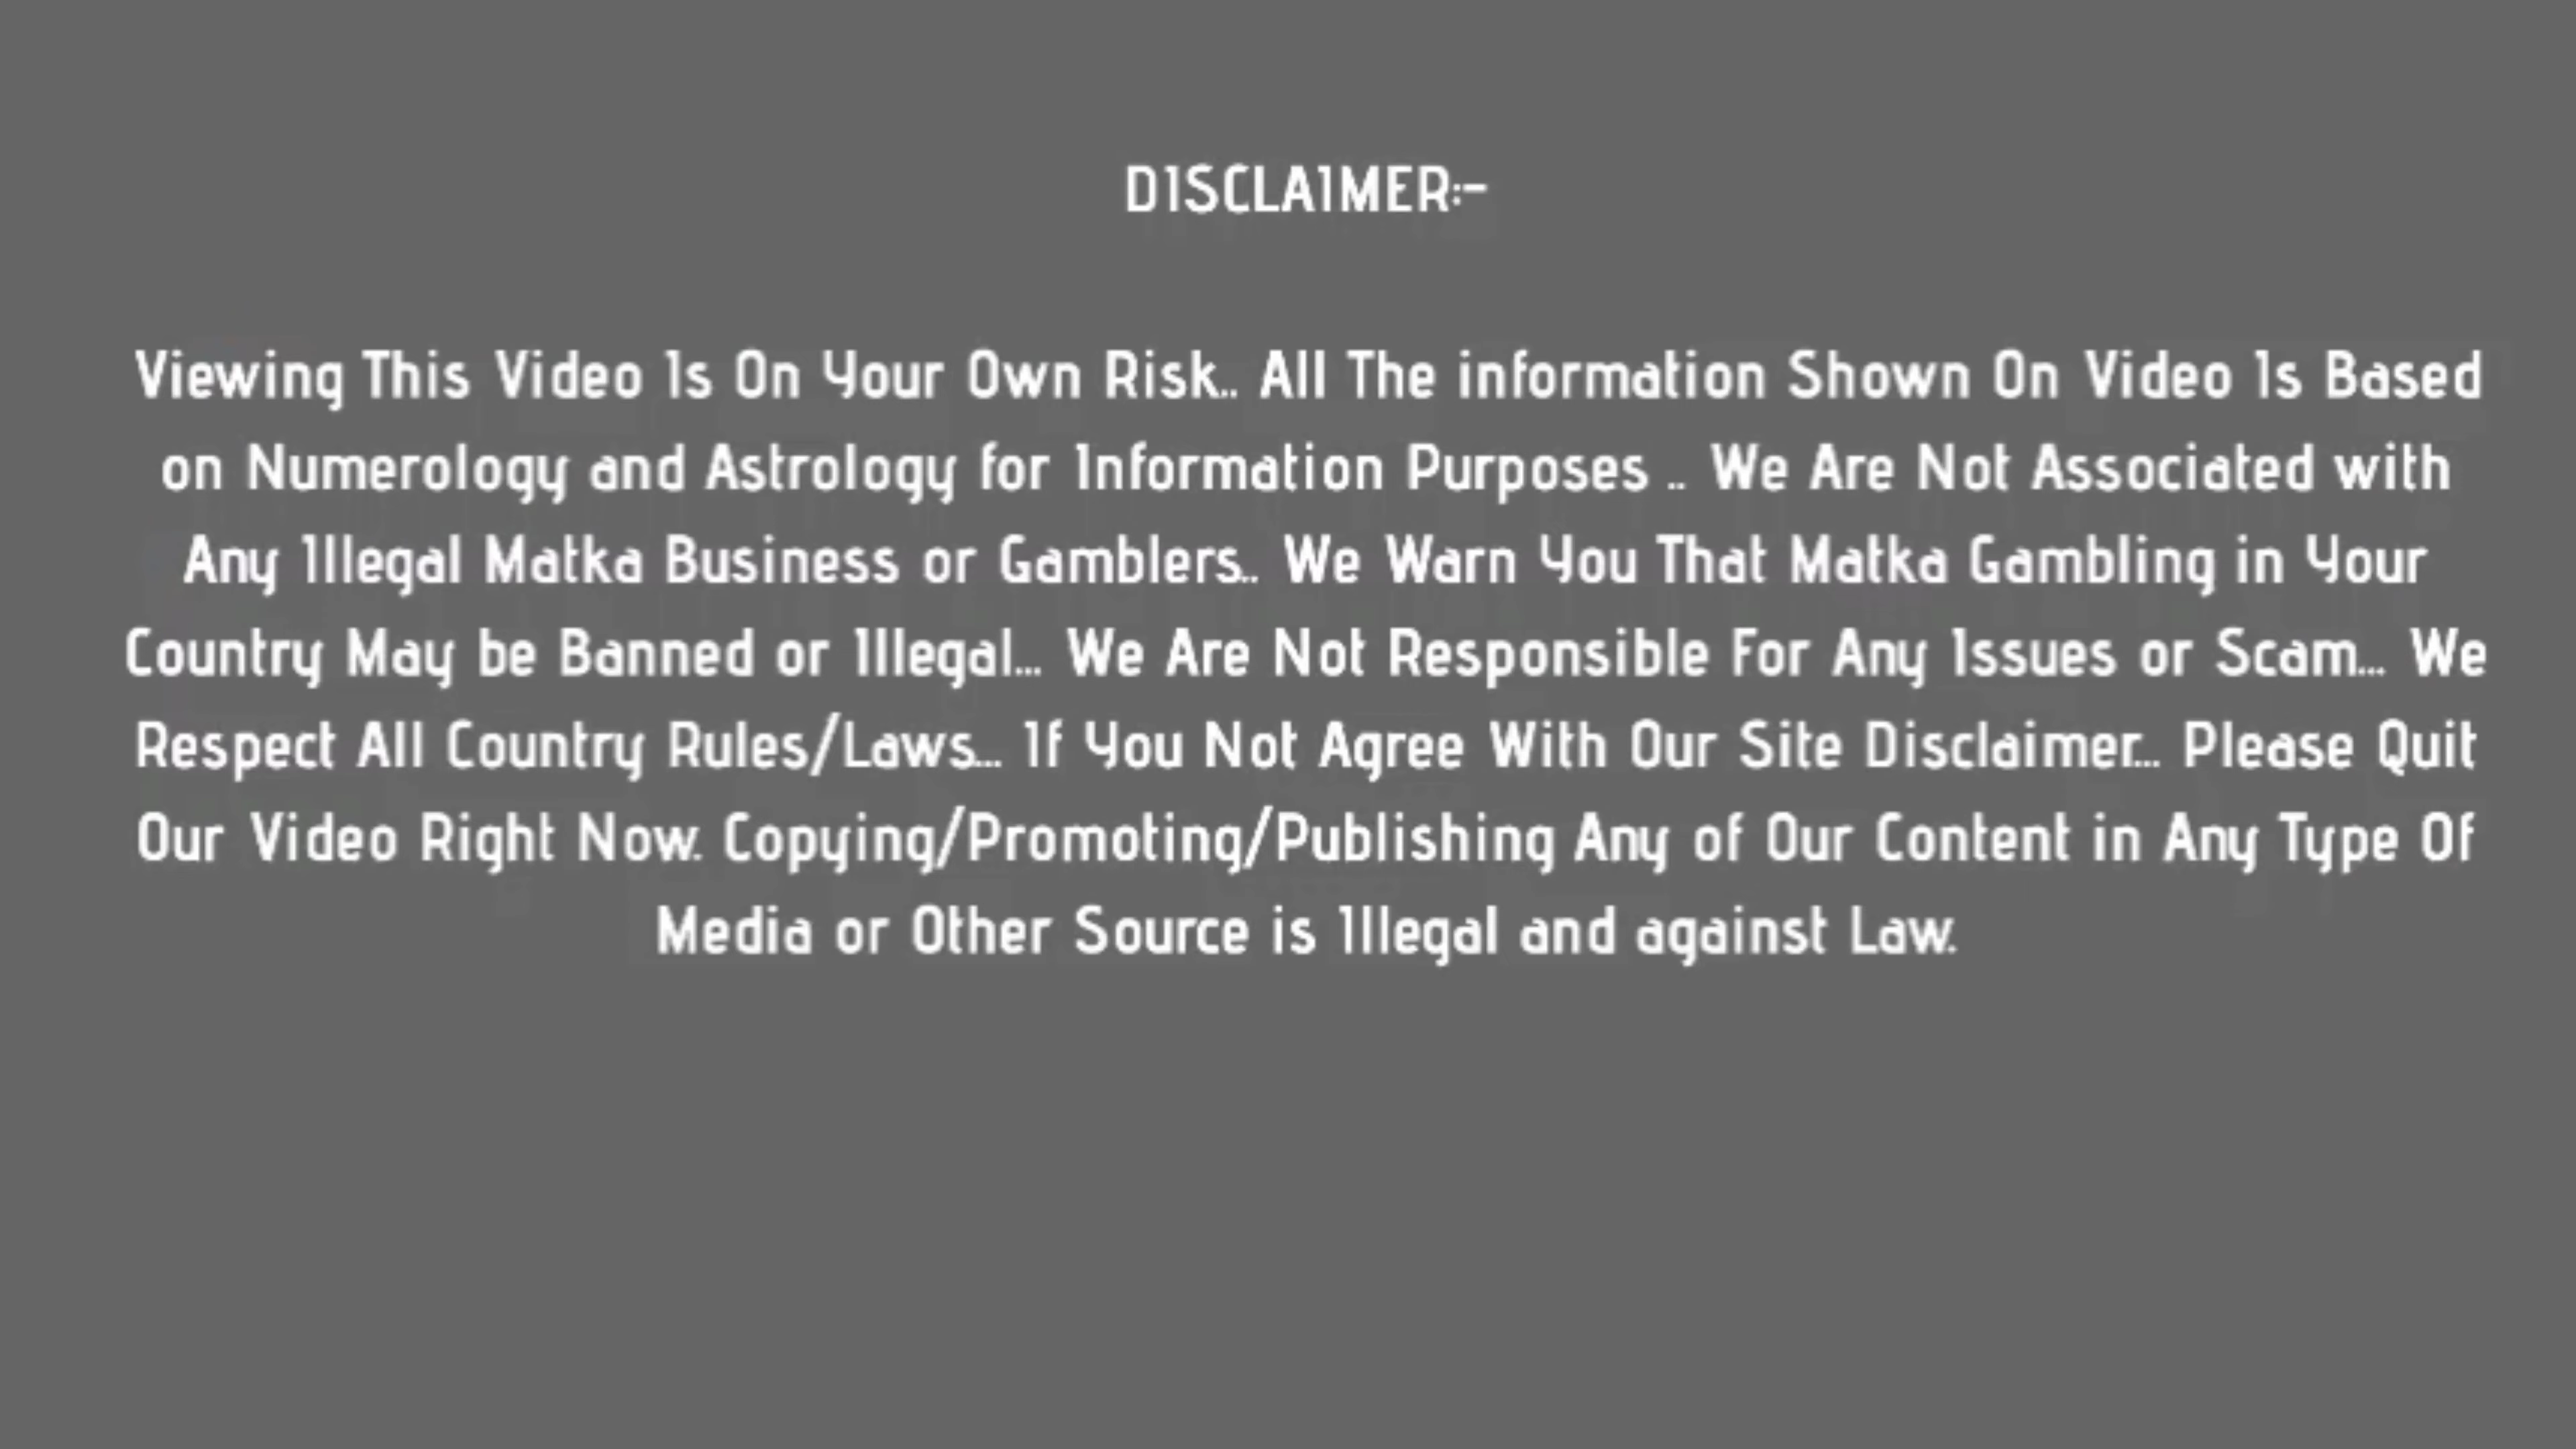 DISCLAIMER:-
Viewing This Video Is On Your Own Risk.. All The information Shown On Video Is Based
on Numerology and Astrology for Information Purposes .. We Are Not Associated with
Any Illegal Matka Business or Gamblers.. We Warn You That Matka Gambling in Your
Country May be Banned or Illegal... We Are Not Responsible For Any Issues or Scam... We
Respect All Country Rules/Laws... If You Not Agree With Our Site Disclaimer... Please Quit
Our Video Right Now. Copying/Promoting/Publishing Any of Our Content in Any Type Of
Media or Other Source is Illegal and against Law.